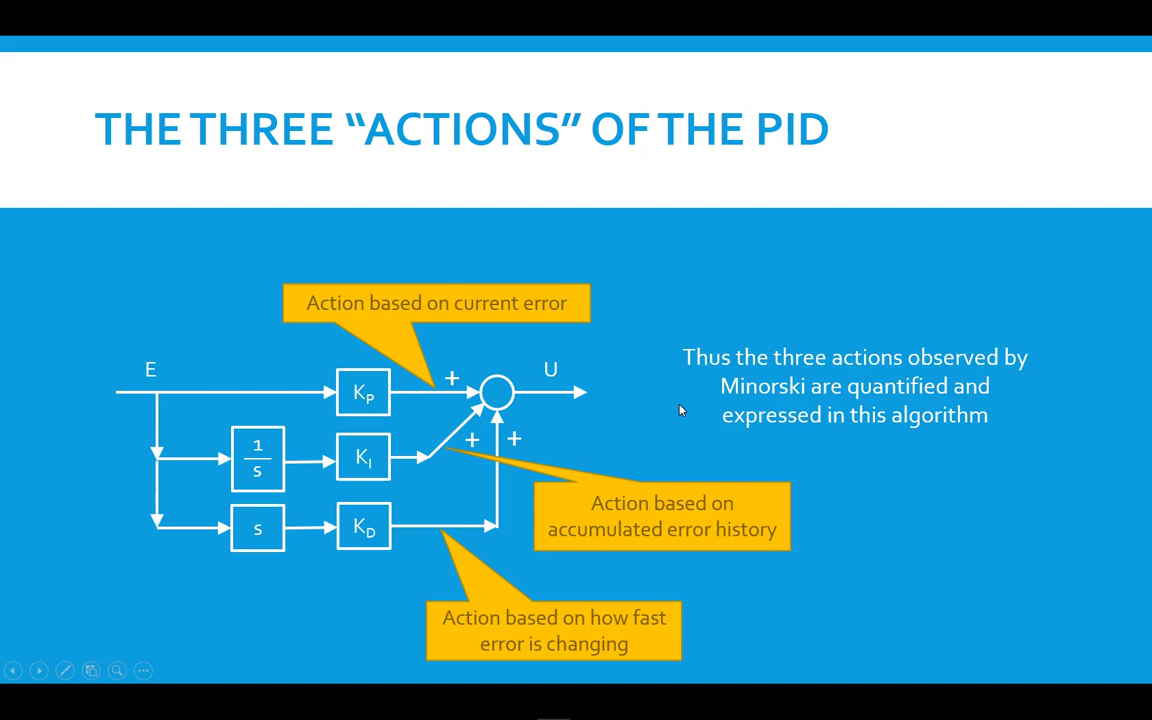 THE THREE “ACTIONS” OF THE PID
Action based on current error
E
U
K_P
+
Thus the three actions observed by
Minorski are quantified and
expressed in this algorithm
1
s
K_I
+
+
Action based on
accumulated error history
s
K_D
Action based on how fast
error is changing